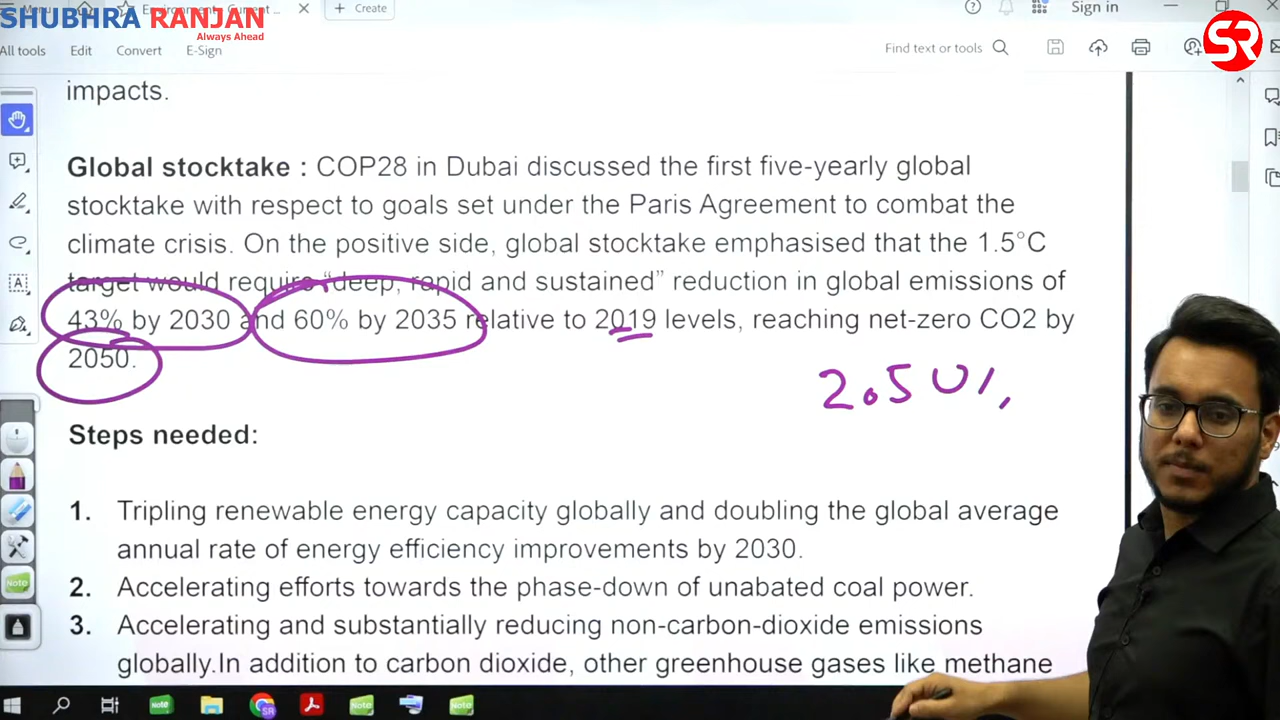 SHUBHRA RANJAN
Always Ahead
Create
Sign in
All tools Edit Convert E-Sign
Find text or tools
SR
impacts.
Global stocktake : COP28 in Dubai discussed the first five-yearly global
stocktake with respect to goals set under the Paris Agreement to combat the
climate crisis. On the positive side, global stocktake emphasised that the 1.5°C
target would require “deep, rapid and sustained” reduction in global emissions of
43% by 2030 and 60% by 2035 relative to 2019 levels, reaching net-zero CO2 by
2050.
Steps needed:
1. Tripling renewable energy capacity globally and doubling the global average
annual rate of energy efficiency improvements by 2030.
2. Accelerating efforts towards the phase-down of unabated coal power.
3. Accelerating and substantially reducing non-carbon-dioxide emissions
globally.In addition to carbon dioxide, other greenhouse gases like methane
Note
Note
Note
Note